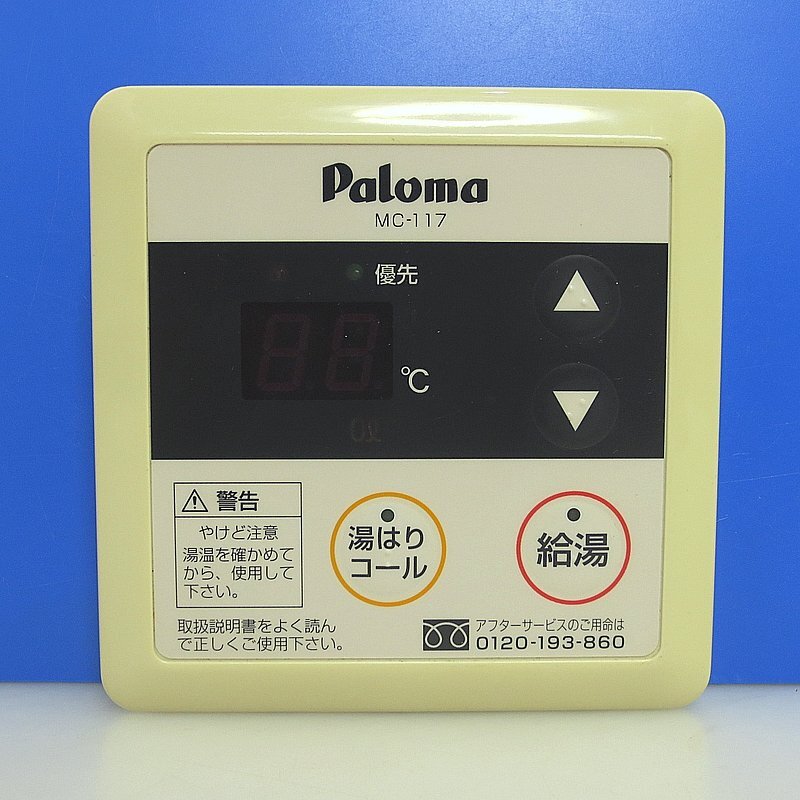 Paloma
MC-117
優先
88
℃
0ℓ
⚠ 警告
やけど注意
湯温を確かめて
から、使用して
下さい。
湯はり
コール
給湯
取扱説明書をよく読ん
で正しくご使用下さい。
アフターサービスのご用命は
0120-193-860